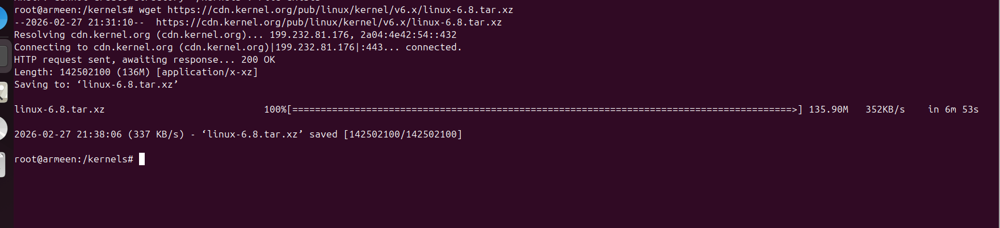 root@armeen:/kernels# wget https://cdn.kernel.org/pub/linux/kernel/v6.x/linux-6.8.tar.xz
--2026-02-27 21:31:10--  https://cdn.kernel.org/pub/linux/kernel/v6.x/linux-6.8.tar.xz
Resolving cdn.kernel.org (cdn.kernel.org)... 199.232.81.176, 2a04:4e42:54::432
Connecting to cdn.kernel.org (cdn.kernel.org)|199.232.81.176|:443... connected.
HTTP request sent, awaiting response... 200 OK
Length: 142502100 (136M) [application/x-xz]
Saving to: ‘linux-6.8.tar.xz’
linux-6.8.tar.xz 100%[========================================================================================>] 135.90M 352KB/s in 6m 53s
2026-02-27 21:38:06 (337 KB/s) - ‘linux-6.8.tar.xz’ saved [142502100/142502100]
root@armeen:/kernels#